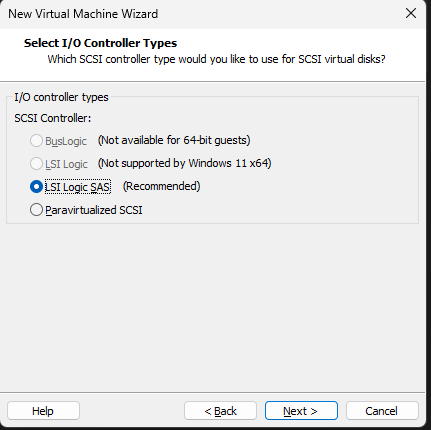 New Virtual Machine Wizard
Select I/O Controller Types
Which SCSI controller type would you like to use for SCSI virtual disks?
I/O controller types
SCSI Controller:
BusLogic (Not available for 64-bit guests)
LSI Logic (Not supported by Windows 11 x64)
LSI Logic SAS (Recommended)
Paravirtualized SCSI
Help < Back Next > Cancel